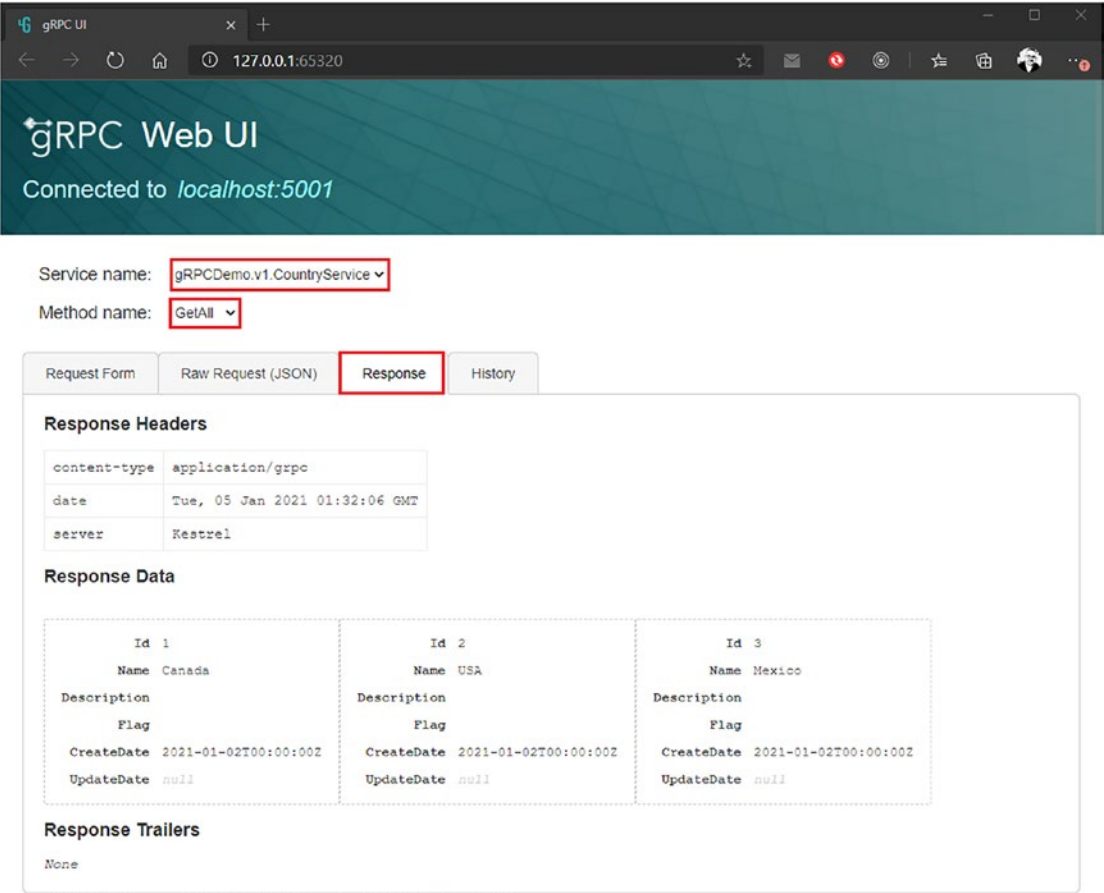 gRPC UI
127.0.0.1:65320
gRPC Web UI
Connected to localhost:5001
Service name: gRPCDemo.v1.CountryService
Method name: GetAll
Request Form Raw Request (JSON) Response History
Response Headers
content-type application/grpc
date Tue, 05 Jan 2021 01:32:06 GMT
server Kestrel
Response Data
Id 1 Id 2 Id 3
Name Canada Name USA Name Mexico
Description Description Description
Flag Flag Flag
CreateDate 2021-01-02T00:00:00Z CreateDate 2021-01-02T00:00:00Z CreateDate 2021-01-02T00:00:00Z
UpdateDate null UpdateDate null UpdateDate null
Response Trailers
None